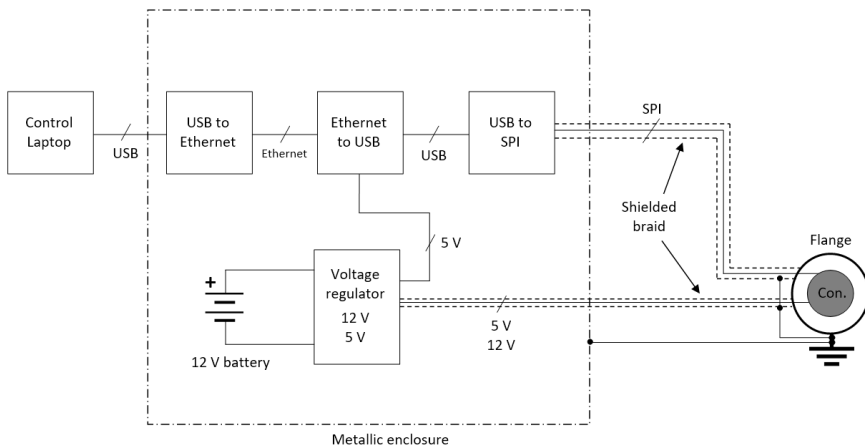 Control
Laptop
USB
USB to
Ethernet
Ethernet
Ethernet
to USB
USB
USB to
SPI
SPI
Shielded
braid
Flange
Con.
5 V
+
Voltage
regulator
12 V
5 V
12 V battery
5 V
12 V
Metallic enclosure